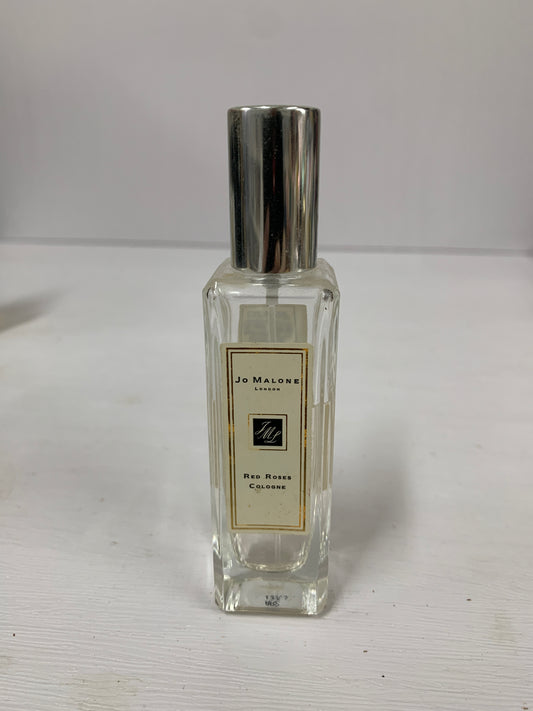 Jo Malone
London
JML
Red Roses
Cologne